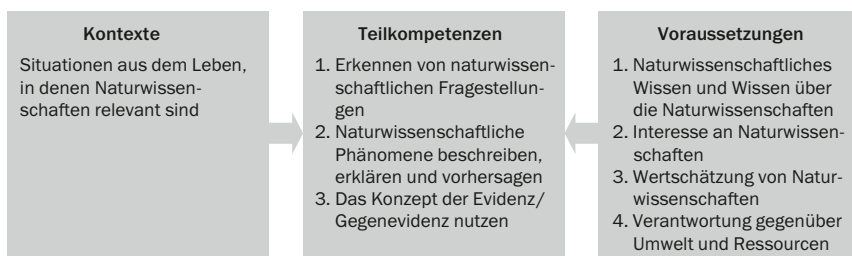 Kontexte
Situationen aus dem Leben,
in denen Naturwissen-
schaften relevant sind
Teilkompetenzen
1. Erkennen von naturwissen-
schaftlichen Fragestellun-
gen
2. Naturwissenschaftliche
Phänomene beschreiben,
erklären und vorhersagen
3. Das Konzept der Evidenz/
Gegenevidenz nutzen
Voraussetzungen
1. Naturwissenschaftliches
Wissen und Wissen über
die Naturwissenschaften
2. Interesse an Naturwissen-
schaften
3. Wertschätzung von Natur-
wissenschaften
4. Verantwortung gegenüber
Umwelt und Ressourcen